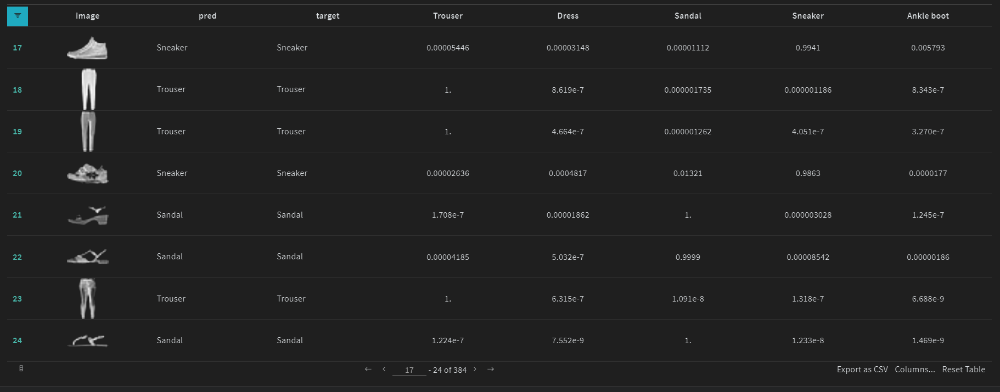 image pred target Trouser Dress Sandal Sneaker Ankle boot
17 Sneaker Sneaker 0.00005446 0.00003148 0.00001112 0.9941 0.005793
18 Trouser Trouser 1. 8.619e-7 0.000001735 0.000001186 8.343e-7
19 Trouser Trouser 1. 4.664e-7 0.000001262 4.051e-7 3.270e-7
20 Sneaker Sneaker 0.00002636 0.0004817 0.01321 0.9863 0.0000177
21 Sandal Sandal 1.708e-7 0.00001862 1. 0.000003028 1.245e-7
22 Sandal Sandal 0.00004185 5.032e-7 0.9999 0.00008542 0.00000186
23 Trouser Trouser 1. 6.315e-7 1.091e-8 1.318e-7 6.688e-9
24 Sandal Sandal 1.224e-7 7.552e-9 1. 1.233e-8 1.469e-9
17 - 24 of 384 Export as CSV Columns... Reset Table